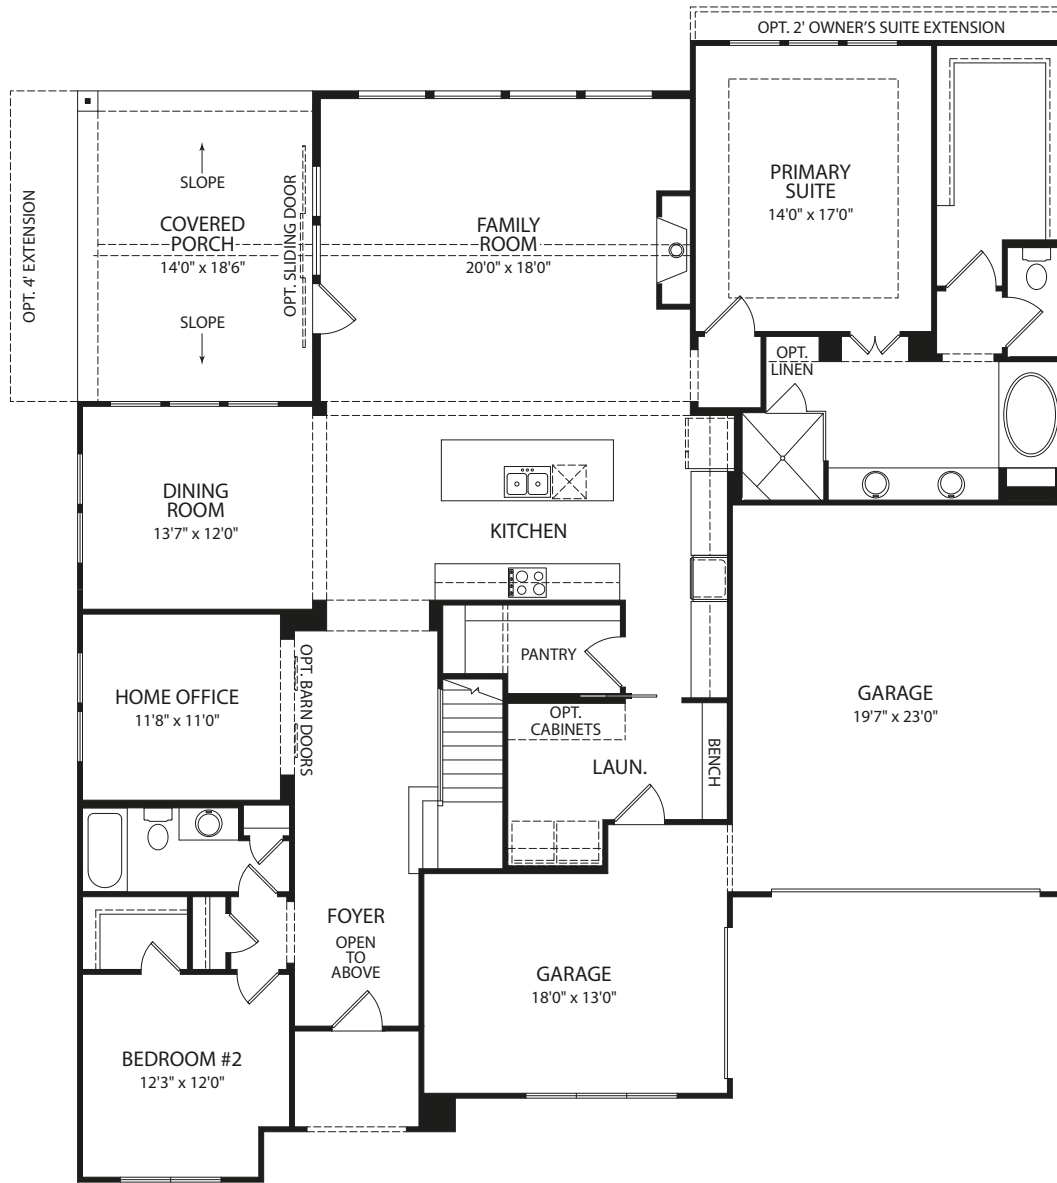 OPT. 2' OWNER'S SUITE EXTENSION
OPT. 4' EXTENSION
SLOPE
COVERED
PORCH
14'0" x 18'6"
SLOPE
OPT. SLIDING DOOR
FAMILY
ROOM
20'0" x 18'0"
PRIMARY
SUITE
14'0" x 17'0"
OPT.
LINEN
DINING
ROOM
13'7" x 12'0"
KITCHEN
PANTRY
HOME OFFICE
11'8" x 11'0"
OPT. BARN DOORS
OPT.
CABINETS
LAUN.
BENCH
GARAGE
19'7" x 23'0"
FOYER
OPEN
TO
ABOVE
GARAGE
18'0" x 13'0"
BEDROOM #2
12'3" x 12'0"